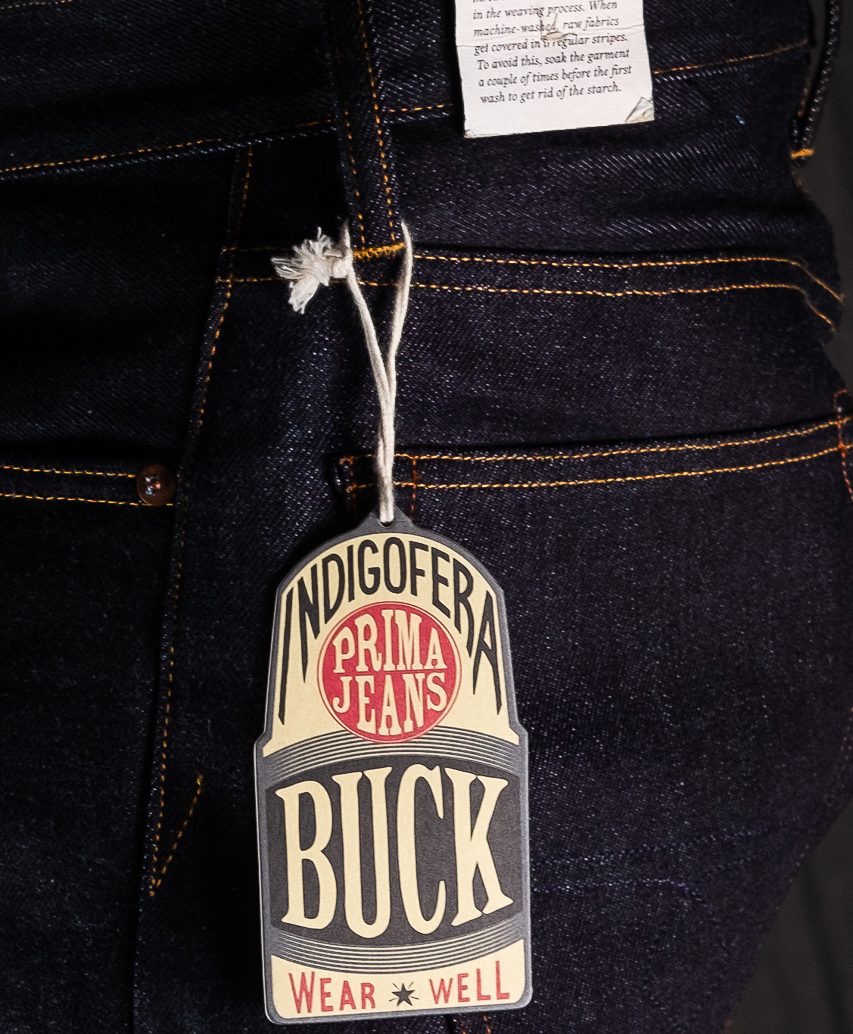 in the weaving process. When
machine-washed, raw fabrics
get covered in irregular stripes.
To avoid this, soak the garment
a couple of times before the first
wash to get rid of the starch.
INDIGOFERA
PRIMA
JEANS
BUCK
WEAR WELL